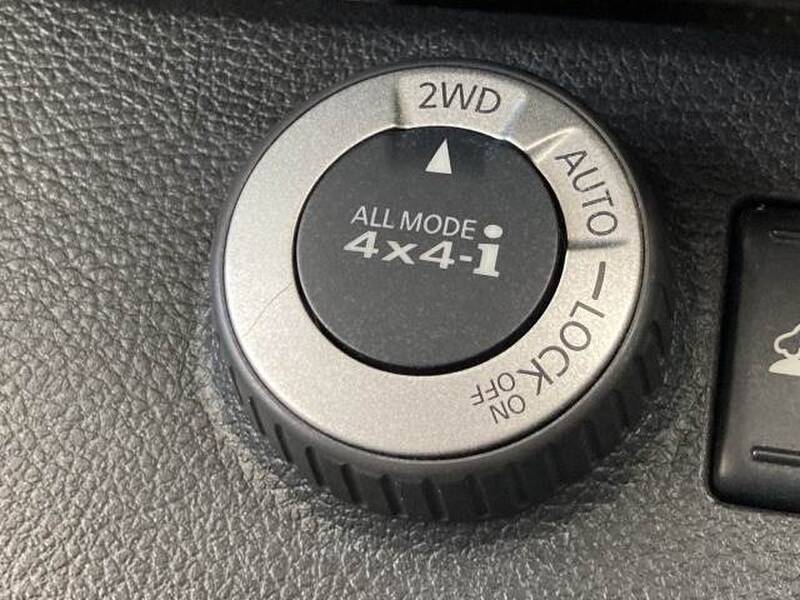 2WD
AUTO
LOCK
ON
OFF
ALL MODE
4x4-i